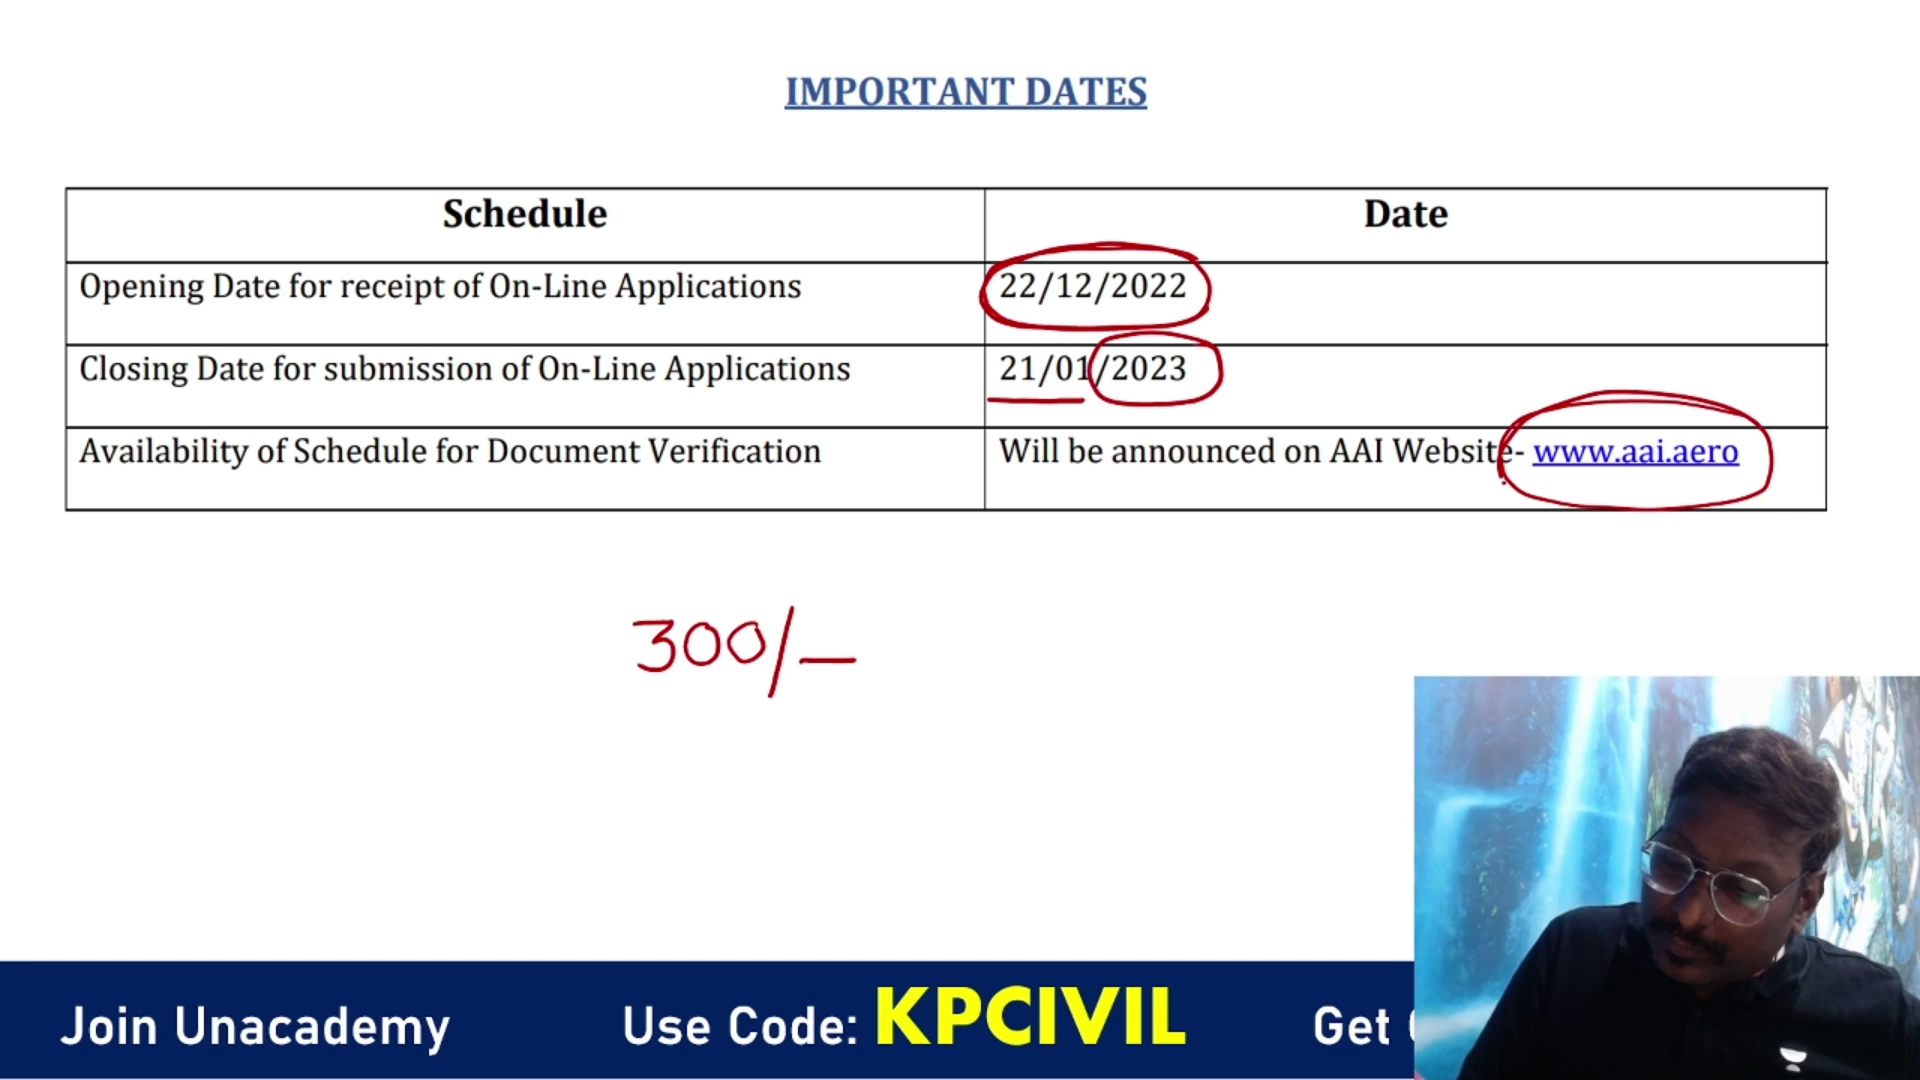 IMPORTANT DATES
Schedule Date
Opening Date for receipt of On-Line Applications 22/12/2022
Closing Date for submission of On-Line Applications 21/01/2023
Availability of Schedule for Document Verification Will be announced on AAI Website- www.aai.aero
300/-
Join Unacademy Use Code: KPCIVIL Get